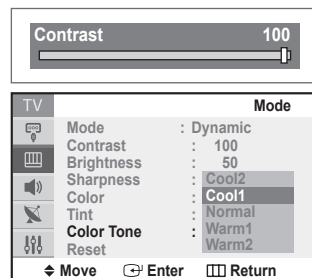 Contrast 100
TV Mode
Mode : Dynamic
Contrast : 100
Brightness : 50
Sharpness : Cool2
Color : Cool1
Tint : Normal
Color Tone : Warm1
Reset Warm2
Move Enter Return